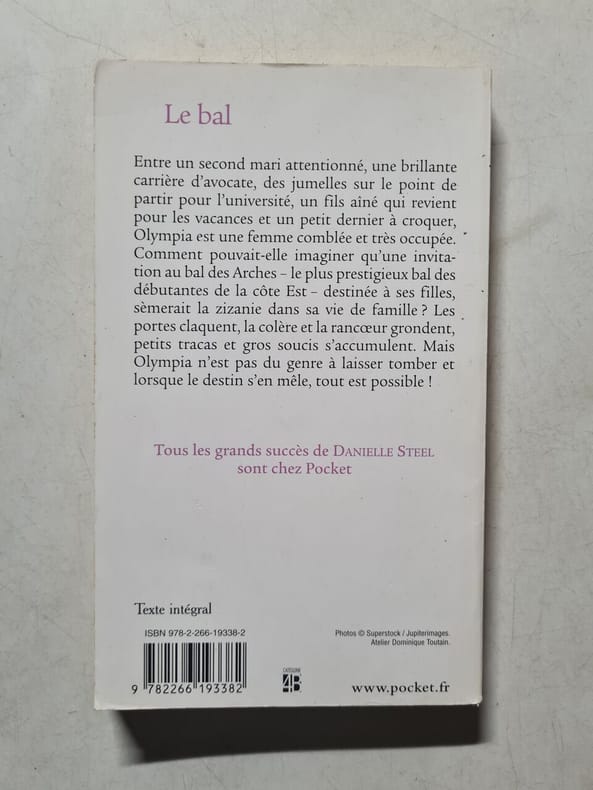 Le bal
Entre un second mari attentionné, une brillante
carrière d'avocate, des jumelles sur le point de
partir pour l'université, un fils aîné qui revient
pour les vacances et un petit dernier à croquer,
Olympia est une femme comblée et très occupée.
Comment pouvait-elle imaginer qu'une invita-
tion au bal des Arches – le plus prestigieux bal des
débutantes de la côte Est – destinée à ses filles,
sèmerait la zizanie dans sa vie de famille ? Les
portes claquent, la colère et la rancœur grondent,
petits tracas et gros soucis s'accumulent. Mais
Olympia n'est pas du genre à laisser tomber et
lorsque le destin s'en mêle, tout est possible !
Tous les grands succès de DANIELLE STEEL
sont chez Pocket
Texte intégral
ISBN 978-2-266-19338-2
Photos © Superstock / Jupiterimages.
Atelier Dominique Toutain.
CATÉGORIE
4B
9 782266 193382
www.pocket.fr